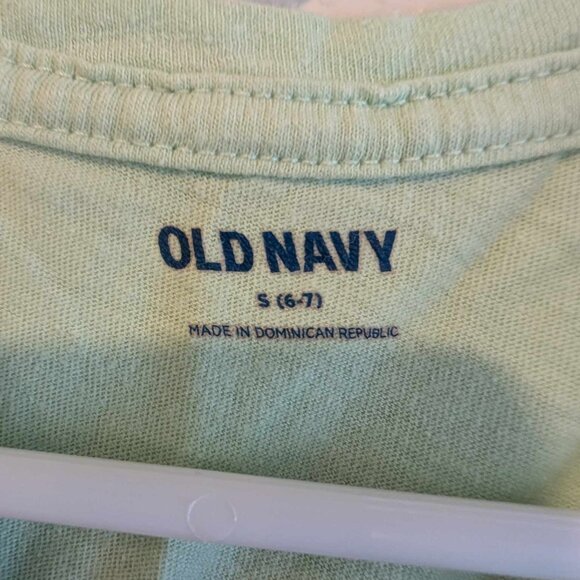 OLD NAVY
S (6-7)
MADE IN DOMINICAN REPUBLIC